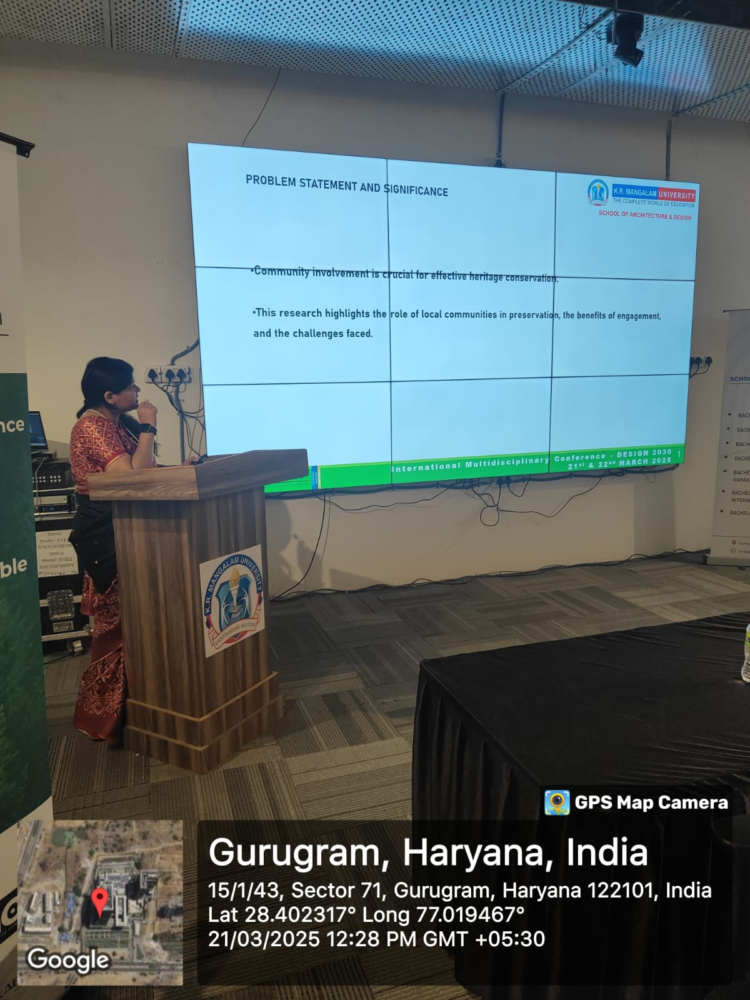 PROBLEM STATEMENT AND SIGNIFICANCE
K.R. MANGALAM UNIVERSITY
THE COMPLETE WORLD OF EDUCATION
SCHOOL OF ARCHITECTURE & DESIGN
•Community involvement is crucial for effective heritage conservation.
•This research highlights the role of local communities in preservation, the benefits of engagement,
and the challenges faced.
International Multidisciplinary Conference – DESIGN 2030
21st & 22nd MARCH 2025
1
K.R. MANGALAM UNIVERSITY
DESTINATION SUCCESS
DEMO
DEMO
GPS Map Camera
Gurugram, Haryana, India
15/1/43, Sector 71, Gurugram, Haryana 122101, India
Lat 28.402317° Long 77.019467°
21/03/2025 12:28 PM GMT +05:30
Google